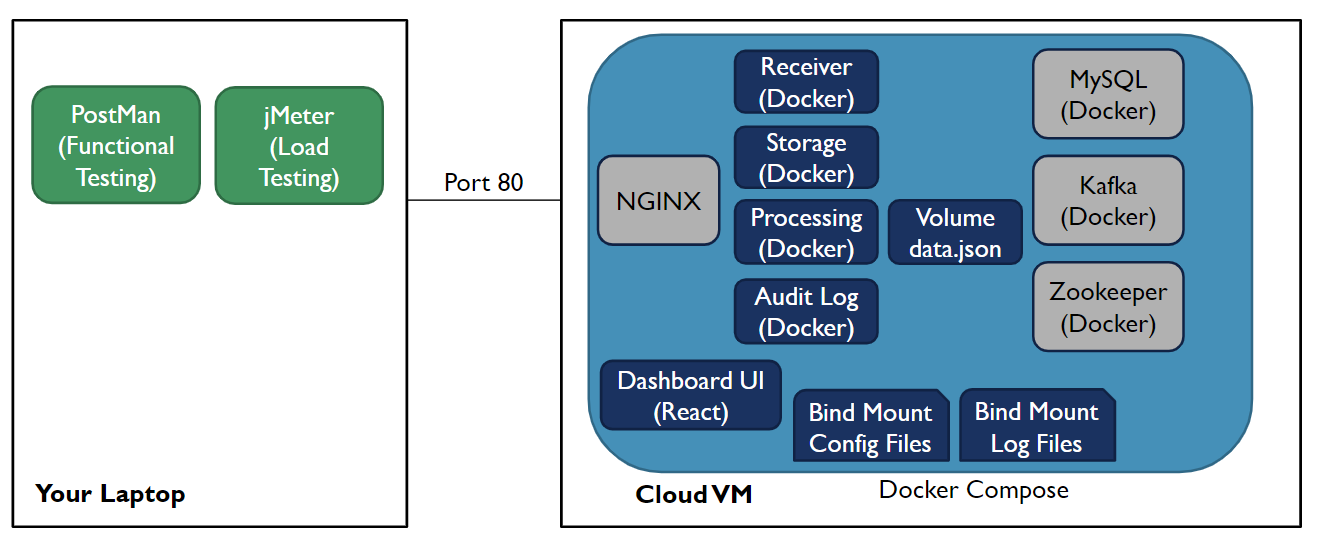 PostMan
(Functional
Testing)
jMeter
(Load
Testing)
Your Laptop
Port 80
NGINX
Receiver
(Docker)
Storage
(Docker)
Processing
(Docker)
Audit Log
(Docker)
Volume
data.json
MySQL
(Docker)
Kafka
(Docker)
Zookeeper
(Docker)
Dashboard UI
(React)
Bind Mount
Config Files
Bind Mount
Log Files
Cloud VM
Docker Compose